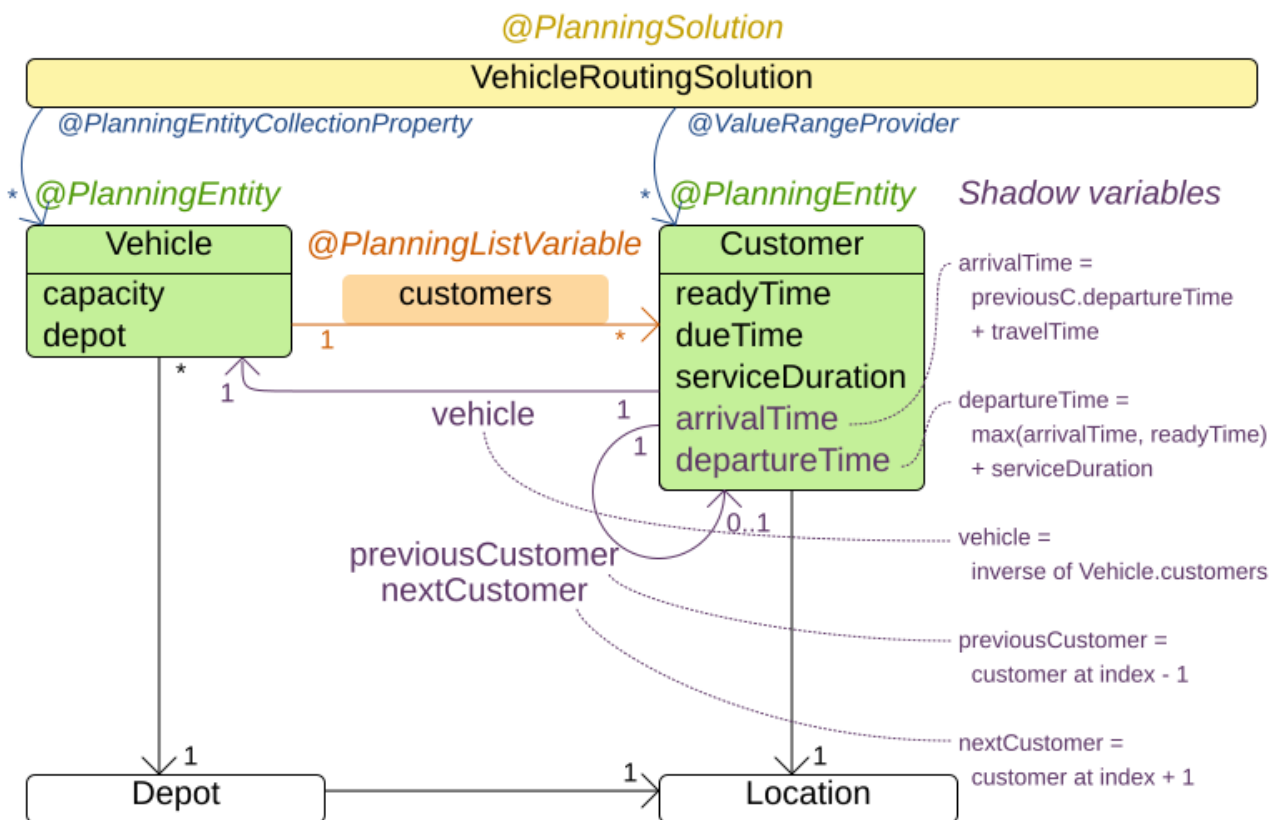 @PlanningSolution
VehicleRoutingSolution
@PlanningEntityCollectionProperty
@ValueRangeProvider
*
@PlanningEntity
*
@PlanningEntity
Shadow variables
Vehicle
@PlanningListVariable
Customer
capacity
depot
customers
1
*
readyTime
dueTime
serviceDuration
arrivalTime
departureTime
arrivalTime =
previousC.departureTime
+ travelTime
departureTime =
max(arrivalTime, readyTime)
+ serviceDuration
*
1
vehicle
1
1
0..1
previousCustomer
nextCustomer
vehicle =
inverse of Vehicle.customers
previousCustomer =
customer at index - 1
nextCustomer =
customer at index + 1
1
Depot
1
1
Location